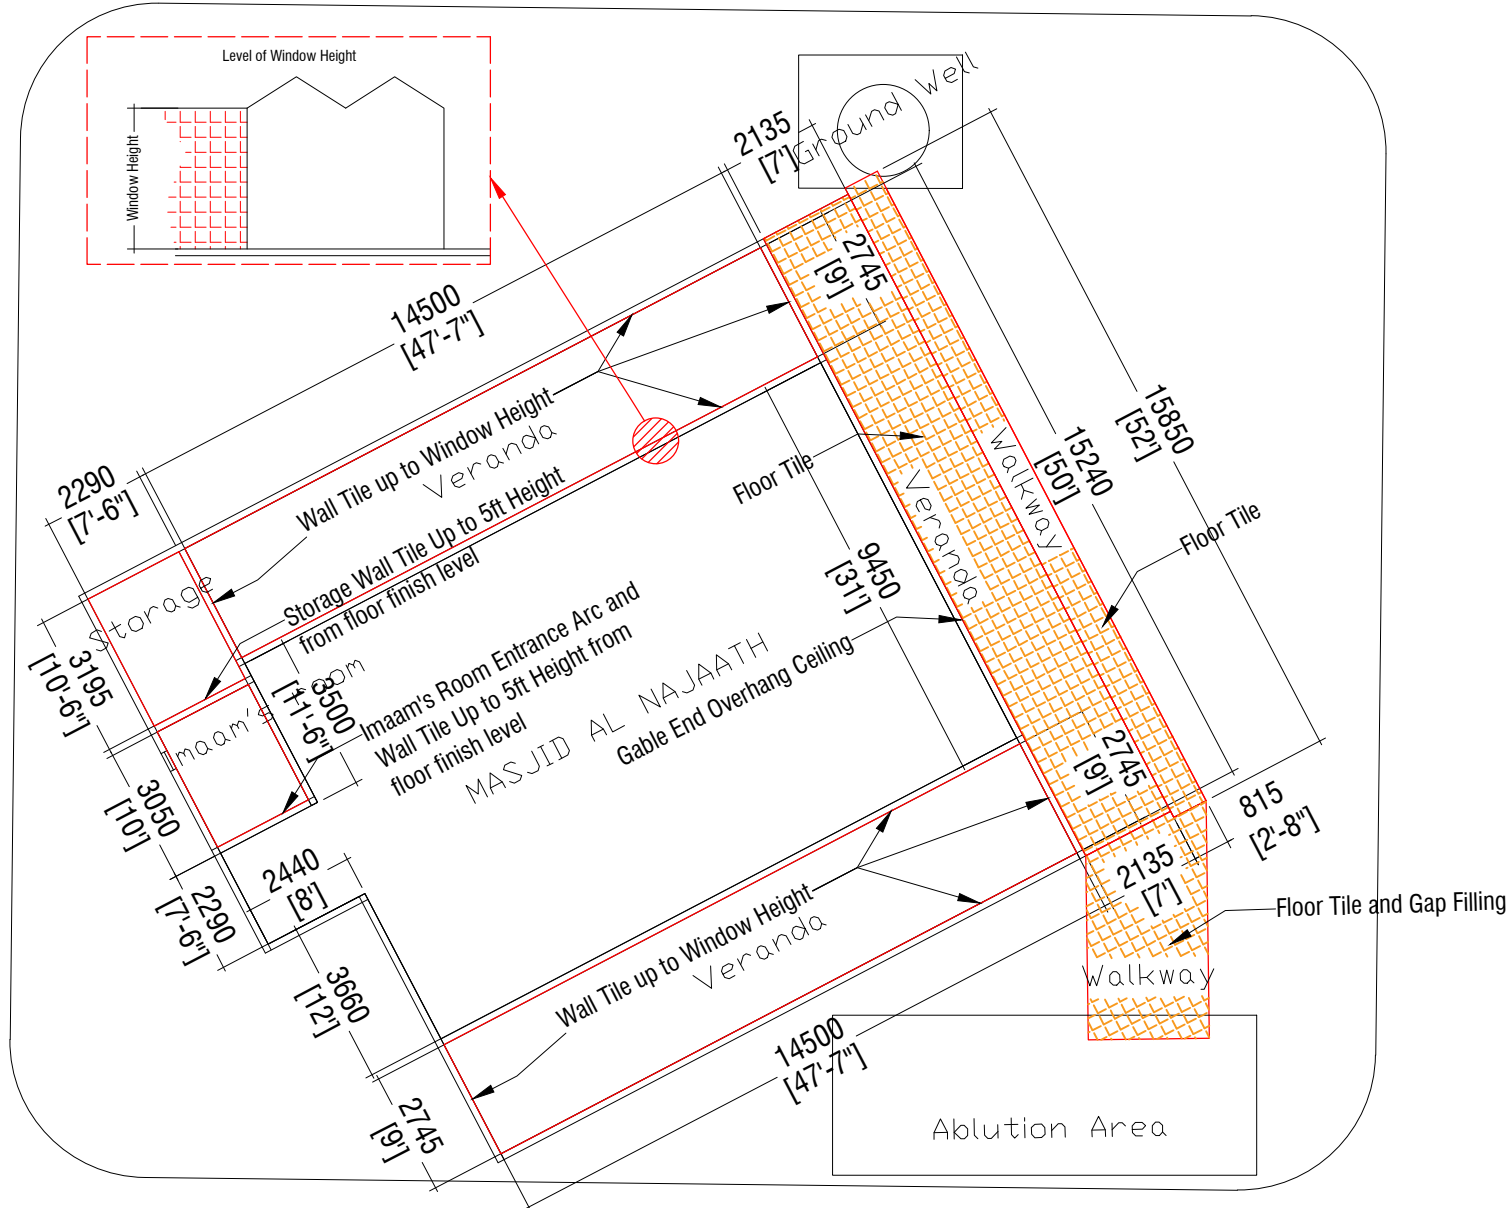 Level of Window Height
Window Height
Ground Well
2135
[7']
14500
[47'-7"]
2745
[9']
15850
[52']
15240
[50']
Wall Tile up to Window Height
Veranda
2290
[7'-6"]
Floor Tile
Walkway
Veranda
Floor Tile
Storage Wall Tile Up to 5ft Height
from floor finish level
9450
[31']
Storage
3195
[10'-6"]
3500
[11'-6"]
Imaam's room
Imaam's Room Entrance Arc and
Wall Tile Up to 5ft Height from
floor finish level
MASJID AL NAJAATH
Gable End Overhang Ceiling
3050
[10']
2745
[9']
815
[2'-8"]
2440
[8']
2290
[7'-6"]
2135
[7']
Floor Tile and Gap Filling
Wall Tile up to Window Height
Veranda
Walkway
3660
[12']
14500
[47'-7"]
2745
[9']
Ablution Area